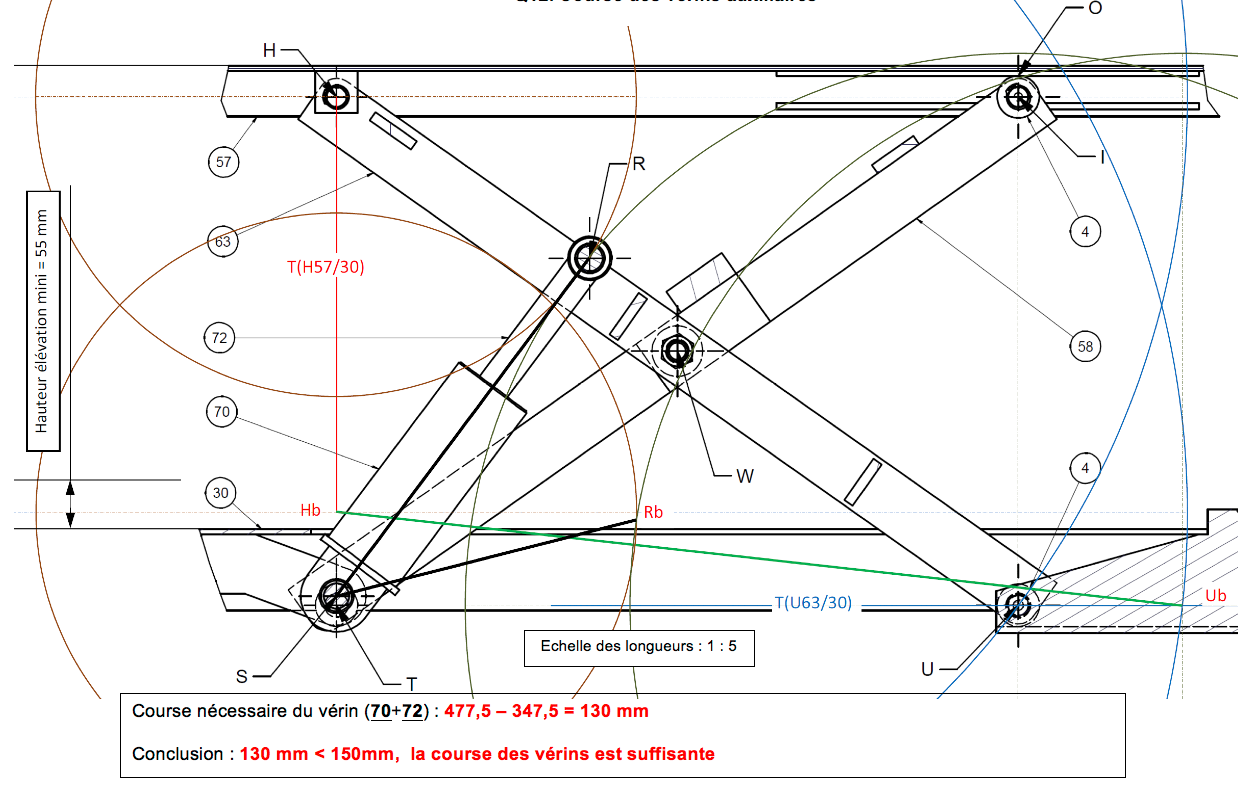 O
H
R
I
57
63
T(H57/30)
4
Hauteur élévation mini = 55 mm
72
58
70
W
4
30
Hb
Rb
Ub
T(U63/30)
Echelle des longueurs : 1 : 5
U
S
T
Course nécessaire du vérin (70+72) : 477,5 – 347,5 = 130 mm
Conclusion : 130 mm < 150mm, la course des vérins est suffisante